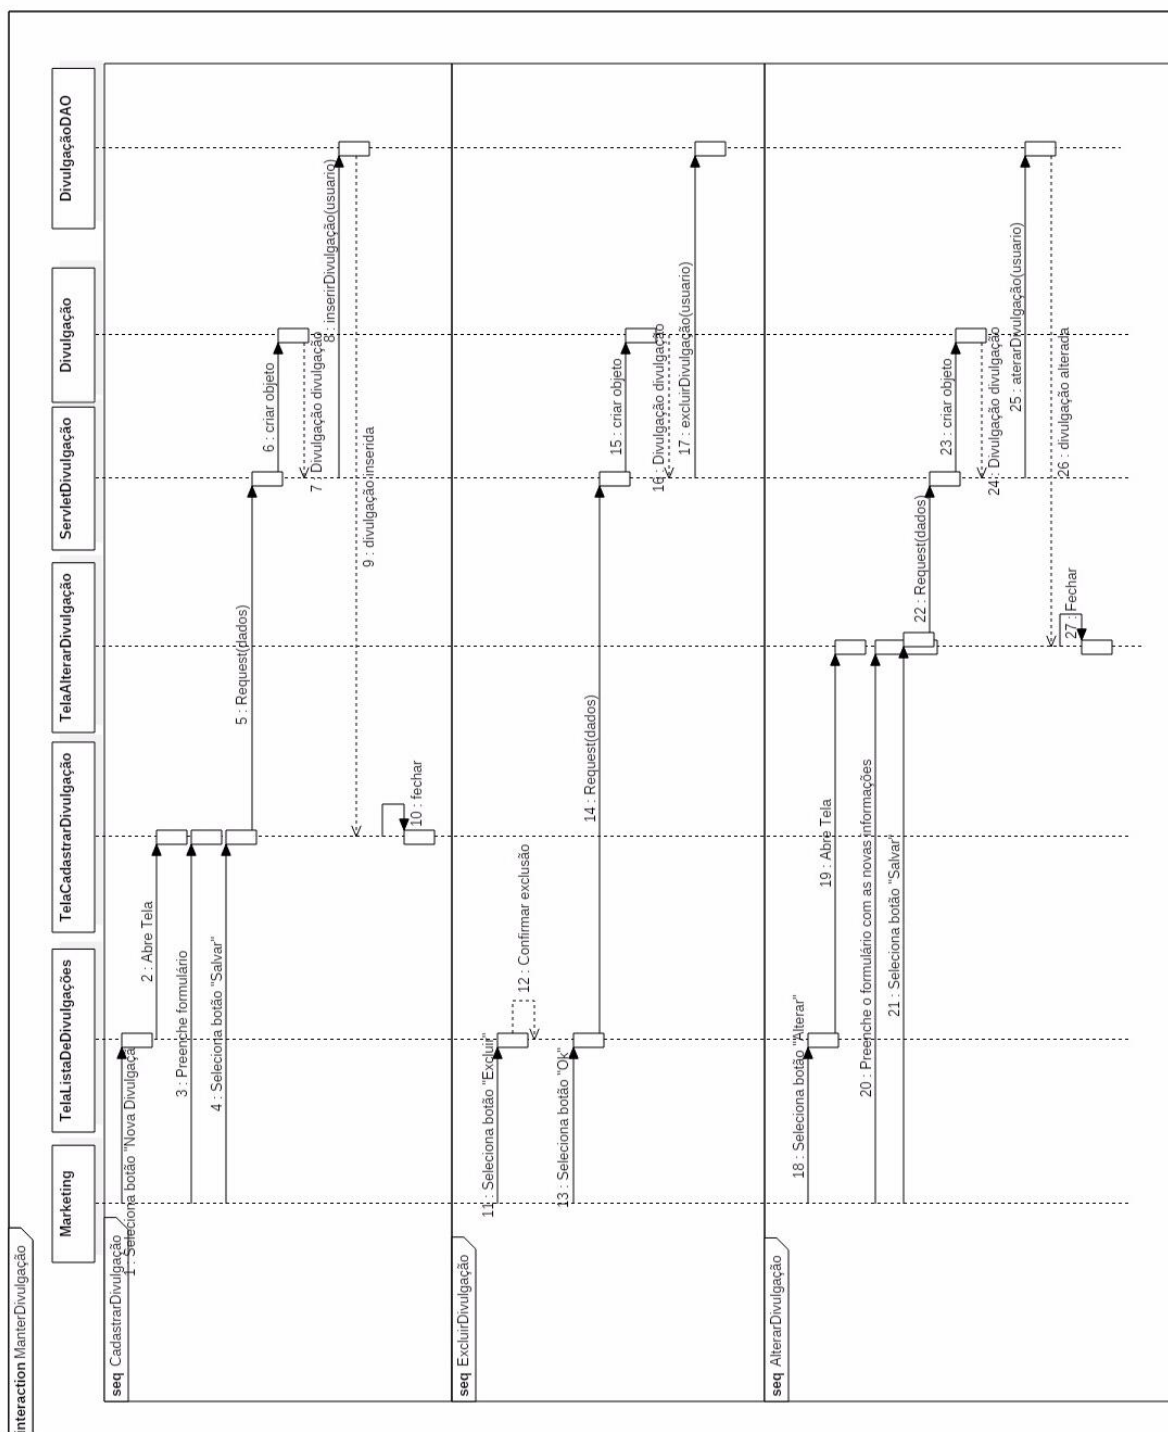 interaction ManterDivulgação
Marketing
TelaListaDeDivulgações
TelaCadastrarDivulgação
TelaAlterarDivulgação
ServletDivulgação
Divulgação
DivulgaçãoDAO
seq CadastrarDivulgação
1 : Seleciona botão "Nova Divulgaçã
2 : Abre Tela
3 : Preenche formulário
4 : Seleciona botão "Salvar"
5 : Request(dados)
6 : criar objeto
7 : Divulgação divulgação
8 : inserirDivulgação(usuario)
9 : divulgação inserida
10 : fechar
seq ExcluirDivulgação
11 : Seleciona botão "Excluir"
12 : Confirmar exclusão
13 : Seleciona botão "Ok"
14 : Request(dados)
15 : criar objeto
16 : Divulgação divulgação
17 : excluirDivulgação(usuario)
seq AlterarDivulgação
18 : Seleciona botão "Alterar"
19 : Abre Tela
20 : Preenche o formulário com as novas informações
21 : Seleciona botão "Salvar"
22 : Request(dados)
23 : criar objeto
24 : Divulgação divulgação
25 : aterarDivulgação(usuario)
26 : divulgação alterada
27 : Fechar